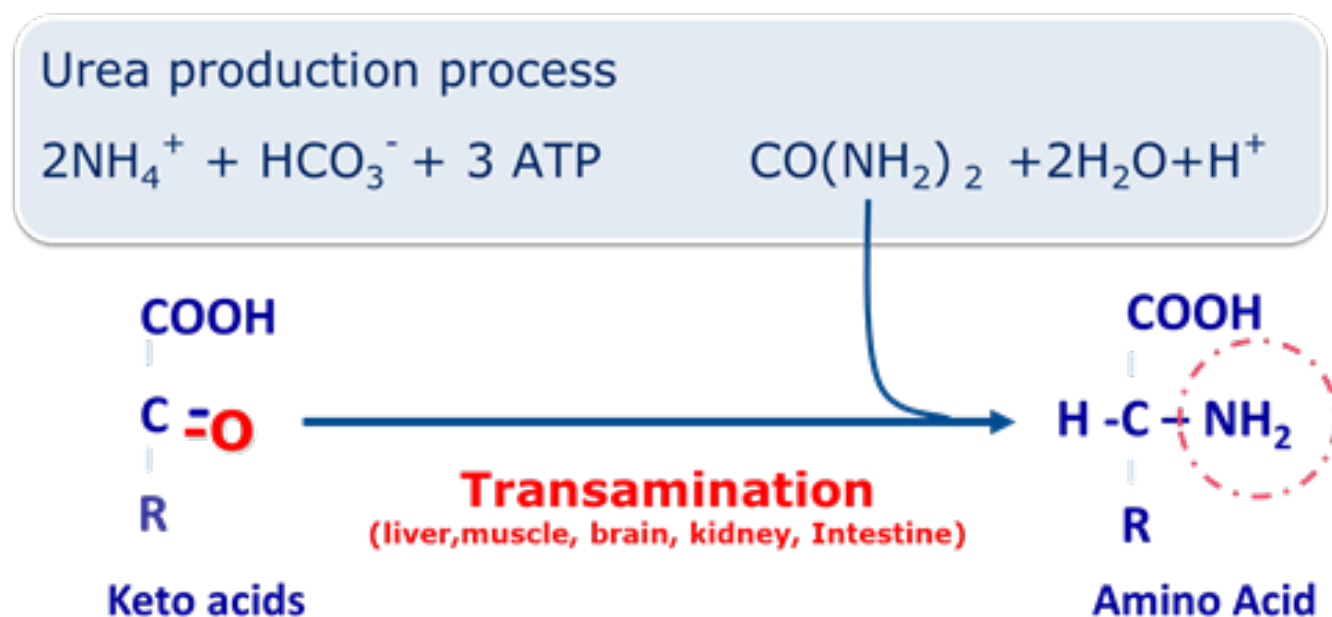 Urea production process
2NH₄⁺ + HCO₃⁻ + 3 ATP CO(NH₂) ₂ +2H₂O+H⁺
COOH
C =O
R
Keto acids
Transamination
(liver,muscle, brain, kidney, Intestine)
COOH
H -C – NH₂
R
Amino Acid